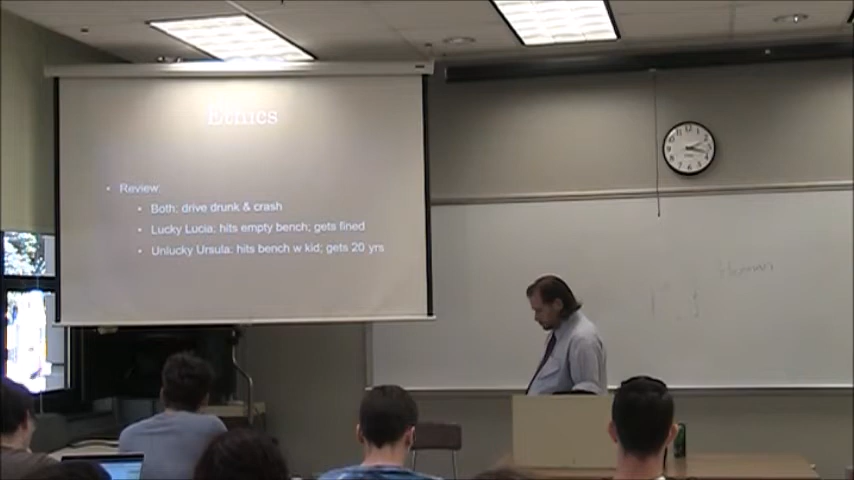 Ethics
• Review:
• Both: drive drunk & crash
• Lucky Lucia: hits empty bench; gets fined
• Unlucky Ursula: hits bench w kid; gets 20 yrs